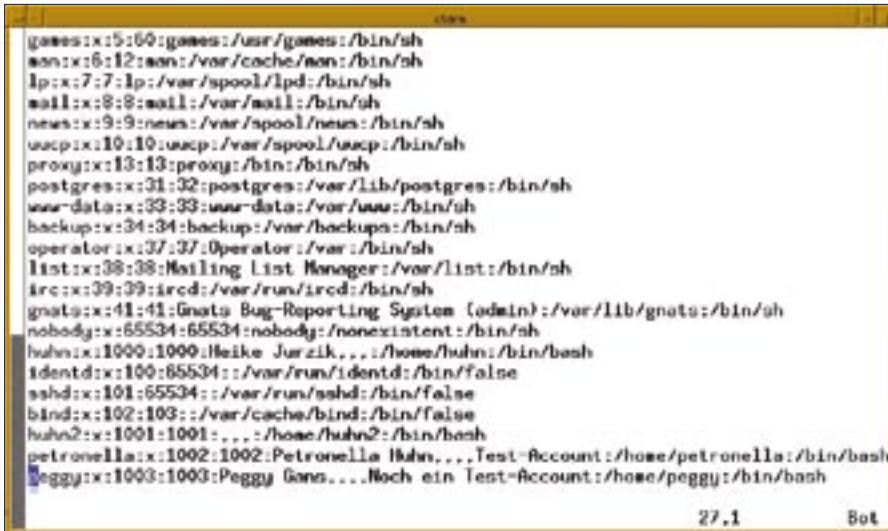 xterm
games:x:5:60:games:/usr/games:/bin/sh
man:x:6:12:man:/var/cache/man:/bin/sh
lp:x:7:7:lp:/var/spool/lpd:/bin/sh
mail:x:8:8:mail:/var/mail:/bin/sh
news:x:9:9:news:/var/spool/news:/bin/sh
uucp:x:10:10:uucp:/var/spool/uucp:/bin/sh
proxy:x:13:13:proxy:/bin:/bin/sh
postgres:x:31:32:postgres:/var/lib/postgres:/bin/sh
www-data:x:33:33:www-data:/var/www:/bin/sh
backup:x:34:34:backup:/var/backups:/bin/sh
operator:x:37:37:Operator:/var:/bin/sh
list:x:38:38:Mailing List Manager:/var/list:/bin/sh
irc:x:39:39:ircd:/var/run/ircd:/bin/sh
gnats:x:41:41:Gnats Bug-Reporting System (admin):/var/lib/gnats:/bin/sh
nobody:x:65534:65534:nobody:/nonexistent:/bin/sh
huhn:x:1000:1000:Heike Jurzik,,,:/home/huhn:/bin/bash
identd:x:100:65534::/var/run/identd:/bin/false
sshd:x:101:65534::/var/run/sshd:/bin/false
bind:x:102:103::/var/cache/bind:/bin/false
huhn2:x:1001:1001:,,,:/home/huhn2:/bin/bash
petronella:x:1002:1002:Petronella Huhn,,,,Test-Account:/home/petronella:/bin/bash
peggy:x:1003:1003:Peggy Gans,,,,Noch ein Test-Account:/home/peggy:/bin/bash
27,1 Bot